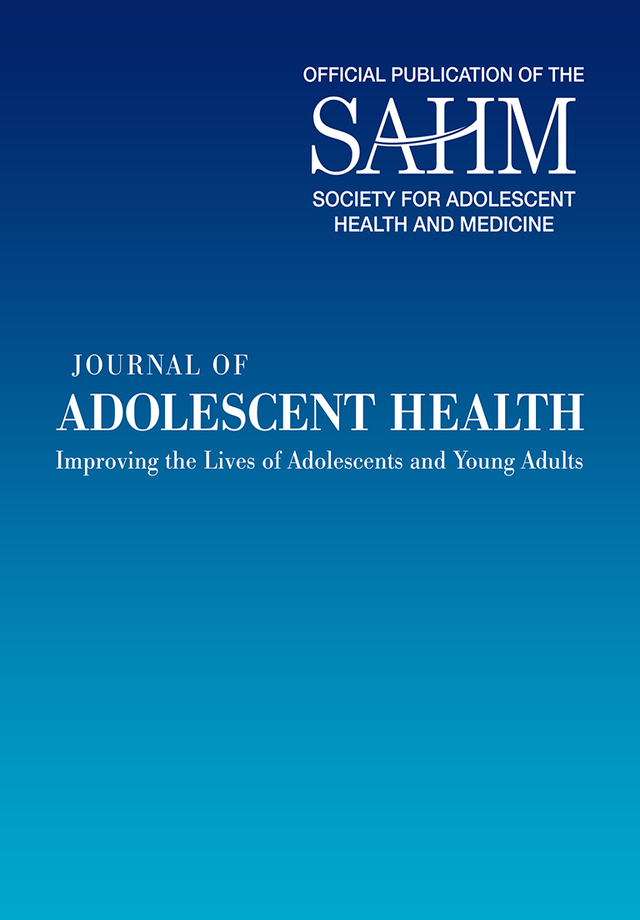 OFFICIAL PUBLICATION OF THE
SAHM
SOCIETY FOR ADOLESCENT
HEALTH AND MEDICINE
JOURNAL OF
ADOLESCENT HEALTH
Improving the Lives of Adolescents and Young Adults